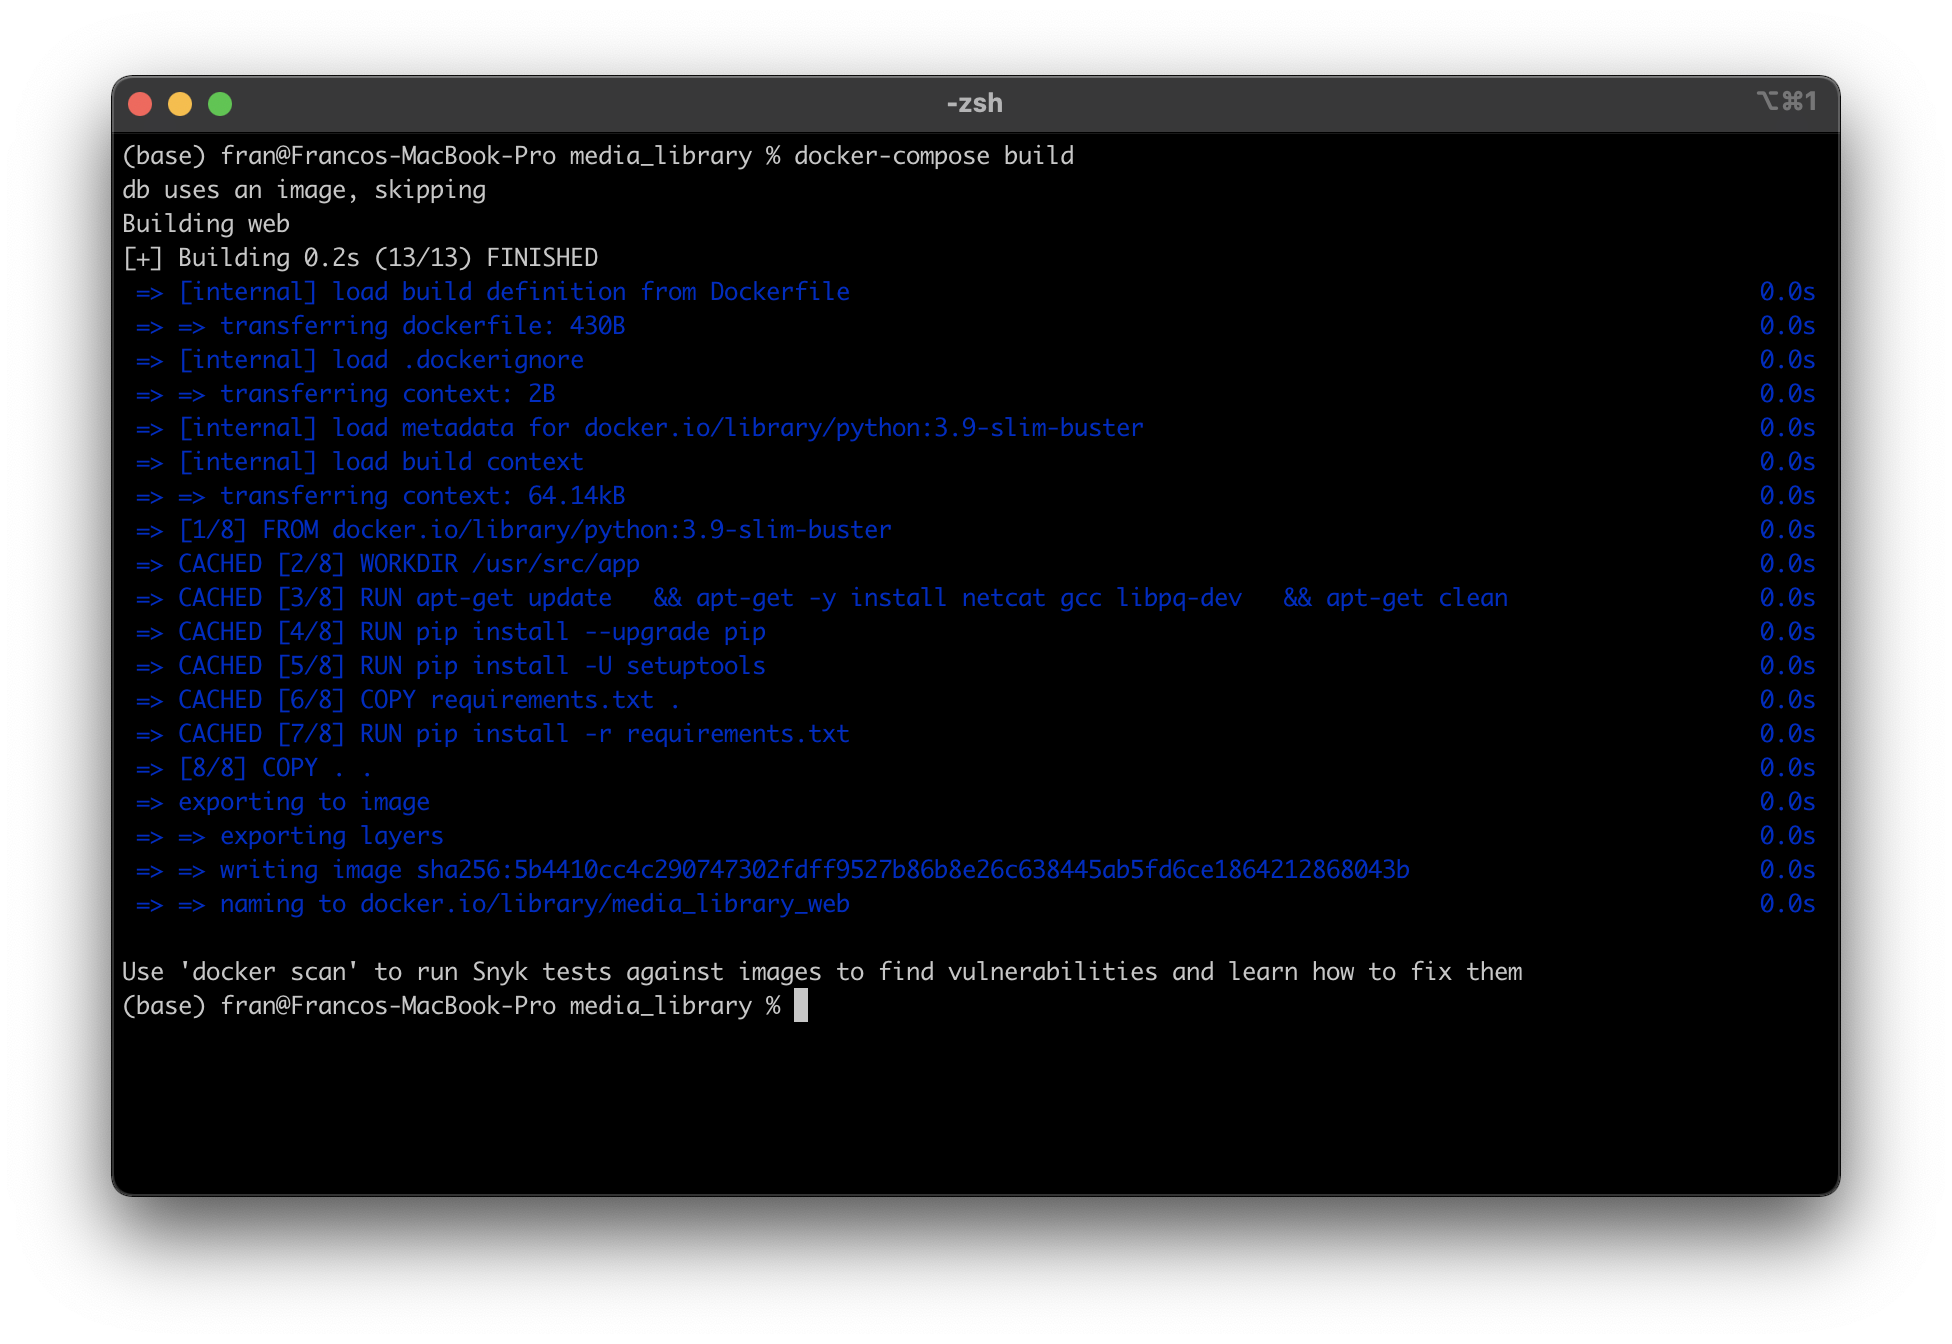 -zsh
⌥⌘1
(base) fran@Francos-MacBook-Pro media_library % docker-compose build
db uses an image, skipping
Building web
[+] Building 0.2s (13/13) FINISHED
=> [internal] load build definition from Dockerfile 0.0s
=> => transferring dockerfile: 430B 0.0s
=> [internal] load .dockerignore 0.0s
=> => transferring context: 2B 0.0s
=> [internal] load metadata for docker.io/library/python:3.9-slim-buster 0.0s
=> [internal] load build context 0.0s
=> => transferring context: 64.14kB 0.0s
=> [1/8] FROM docker.io/library/python:3.9-slim-buster 0.0s
=> CACHED [2/8] WORKDIR /usr/src/app 0.0s
=> CACHED [3/8] RUN apt-get update   && apt-get -y install netcat gcc libpq-dev   && apt-get clean 0.0s
=> CACHED [4/8] RUN pip install --upgrade pip 0.0s
=> CACHED [5/8] RUN pip install -U setuptools 0.0s
=> CACHED [6/8] COPY requirements.txt . 0.0s
=> CACHED [7/8] RUN pip install -r requirements.txt 0.0s
=> [8/8] COPY . . 0.0s
=> exporting to image 0.0s
=> => exporting layers 0.0s
=> => writing image sha256:5b4410cc4c290747302fdff9527b86b8e26c638445ab5fd6ce1864212868043b 0.0s
=> => naming to docker.io/library/media_library_web 0.0s
Use 'docker scan' to run Snyk tests against images to find vulnerabilities and learn how to fix them
(base) fran@Francos-MacBook-Pro media_library %